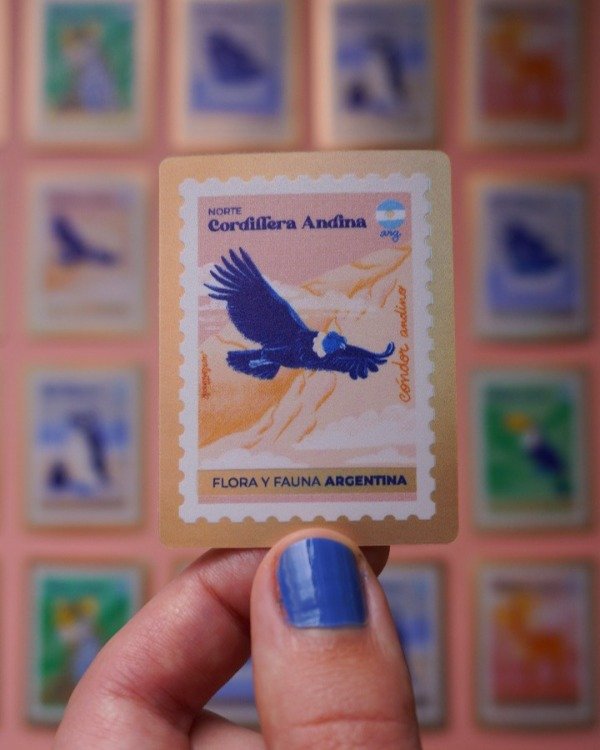 NORTE
Cordillera Andina
arg
cóndor andino
FLORA Y FAUNA ARGENTINA